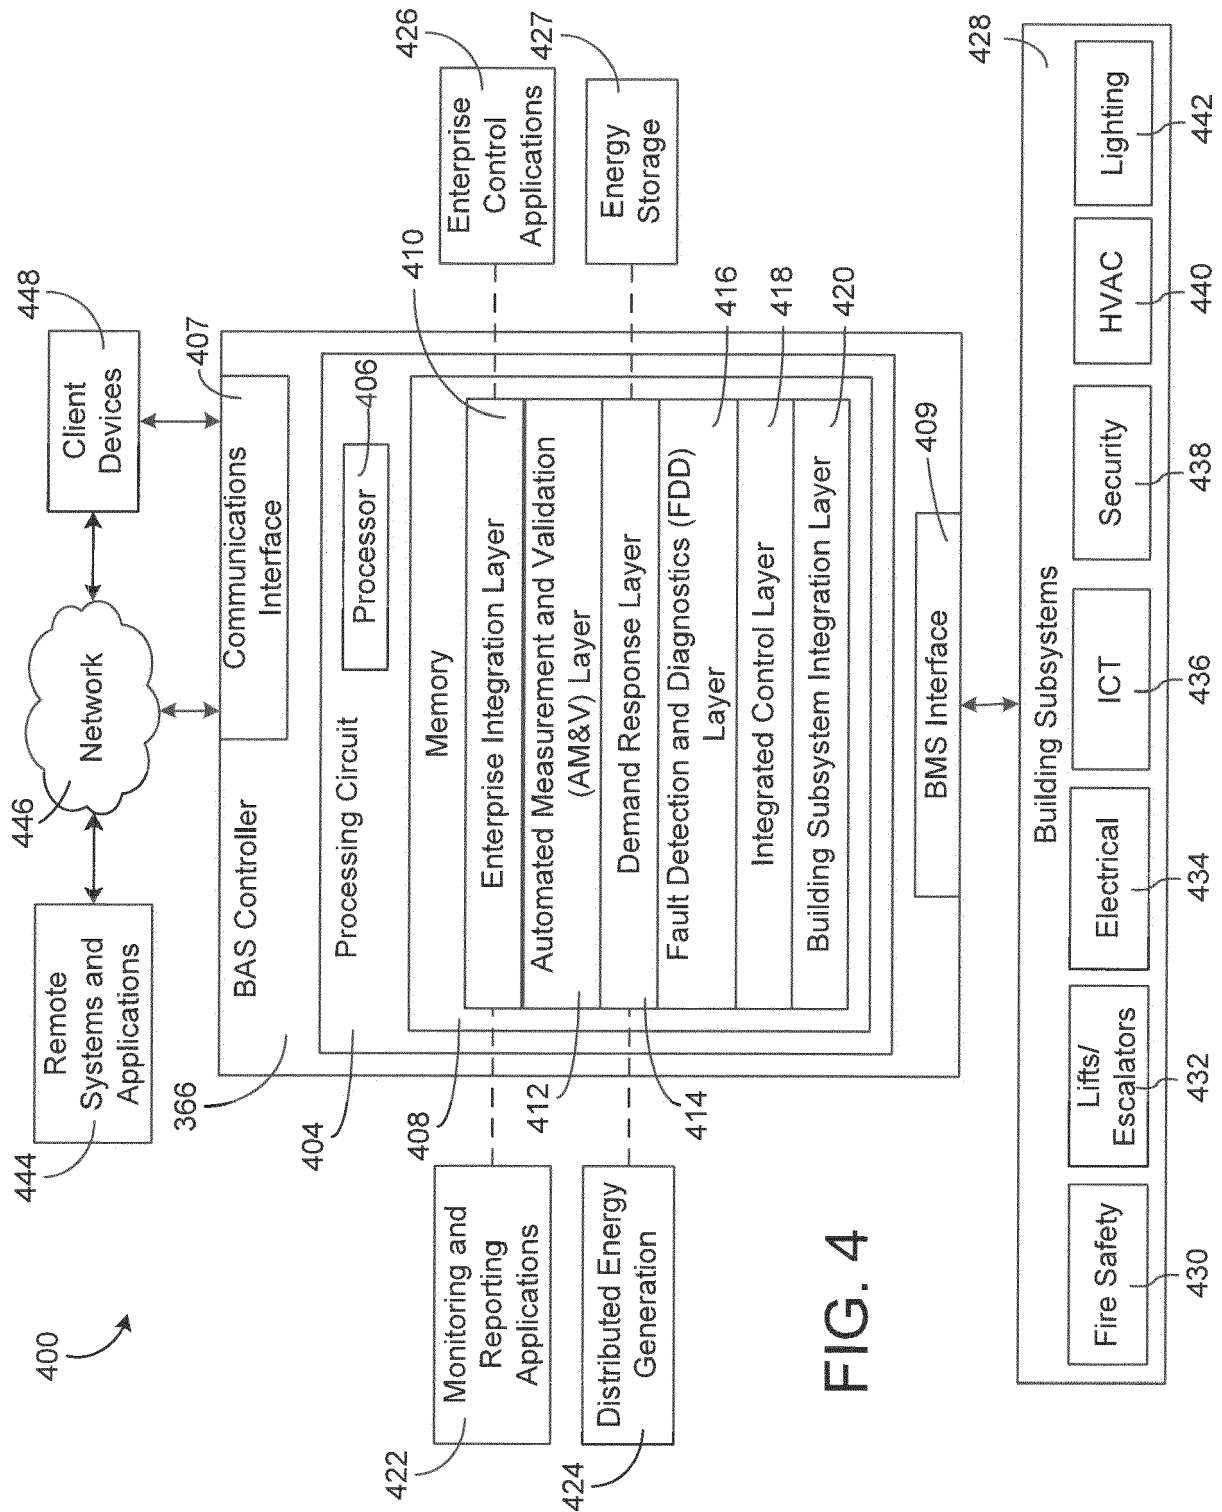 400
444
Remote
Systems and
Applications
446
Network
448
Client
Devices
366
BAS Controller
Communications
Interface
407
404
Processing Circuit
Processor
406
408
Memory
410
Enterprise Integration Layer
Automated Measurement and Validation
(AM&V) Layer
412
Demand Response Layer
414
Fault Detection and Diagnostics (FDD)
Layer
416
Integrated Control Layer
418
Building Subsystem Integration Layer
420
BMS Interface
409
422
Monitoring and
Reporting
Applications
424
Distributed Energy
Generation
426
Enterprise
Control
Applications
427
Energy
Storage
FIG. 4
428
Building Subsystems
Fire Safety
Lifts/
Escalators
Electrical
ICT
Security
HVAC
Lighting
430
432
434
436
438
440
442